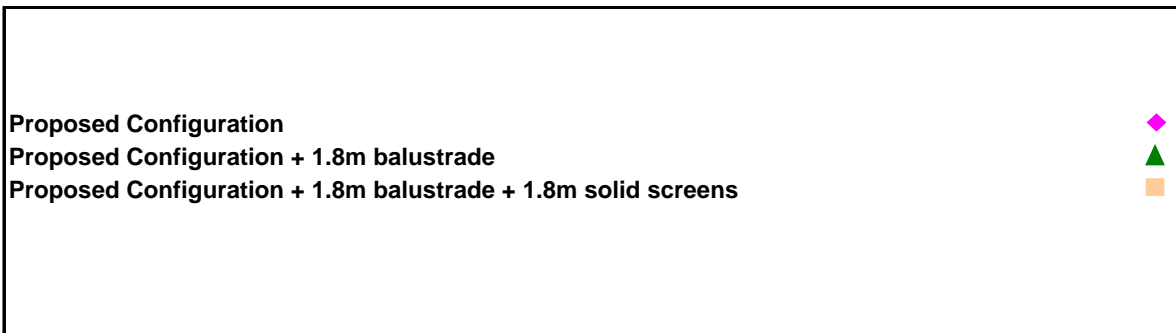 Proposed Configuration
Proposed Configuration + 1.8m balustrade
Proposed Configuration + 1.8m balustrade + 1.8m solid screens